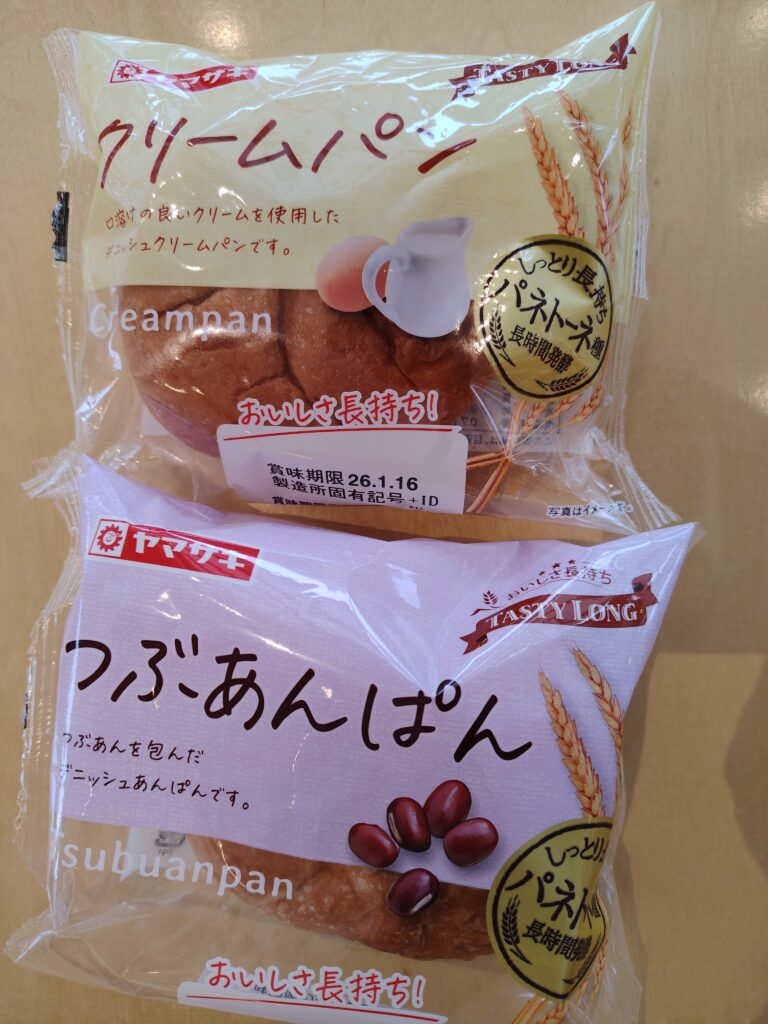 ヤマザキ
TASTY LONG
クリームパン
口溶けの良いクリームを使用した
デニッシュクリームパンです。
しっとり長持ち
パネトーネ種
長時間発酵
Creampan
おいしさ長持ち!
賞味期限 26.1.16
製造所固有記号+ID
写真はイメージです。
ヤマザキ
おいしさ長持ち
TASTY LONG
つぶあんぱん
つぶあんを包んだ
デニッシュあんぱんです。
しっとり
パネト
長時間発酵
Tsubuanpan
おいしさ長持ち!